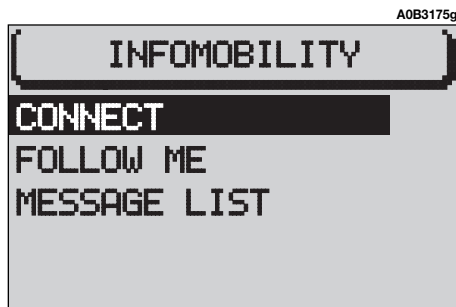 A0B3175g
INFOMOBILITY
CONNECT
FOLLOW ME
MESSAGE LIST